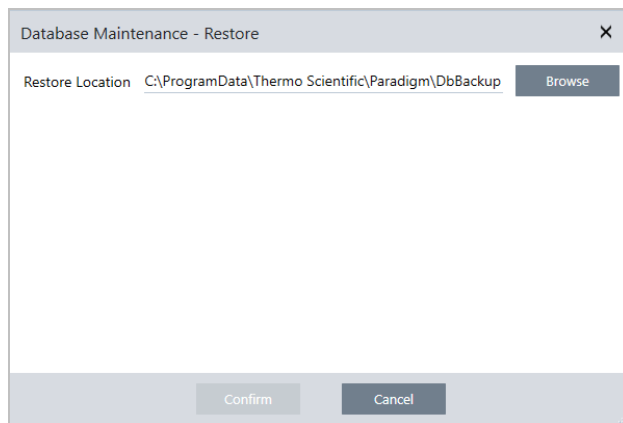 Database Maintenance - Restore
Restore Location C:\ProgramData\Thermo Scientific\Paradigm\DbBackup Browse
Confirm Cancel